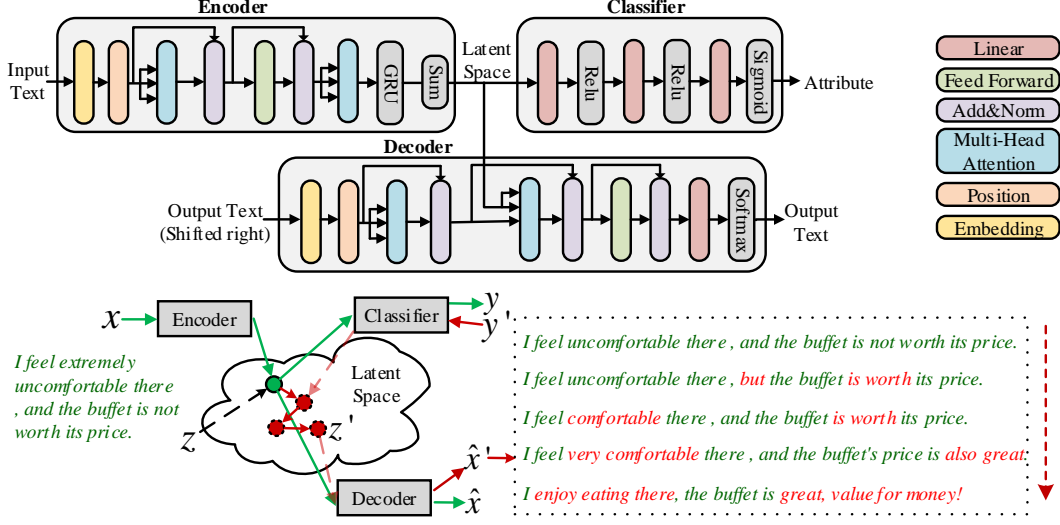 Encoder
Classifier
Input
Text
GRU
Sum
Latent
Space
Relu
Relu
Sigmoid
Attribute
Linear
Feed Forward
Add&Norm
Multi-Head
Attention
Position
Embedding
Decoder
Output Text
(Shifted right)
Softmax
Output
Text
x
Encoder
Classifier
y
y'
I feel extremely
uncomfortable there
, and the buffet is not
worth its price.
Latent
Space
z
z'
Decoder
x̂'
x̂
I feel uncomfortable there , and the buffet is not worth its price.
I feel uncomfortable there , but the buffet is worth its price.
I feel comfortable there , and the buffet is worth its price.
I feel very comfortable there , and the buffet's price is also great.
I enjoy eating there, the buffet is great, value for money!